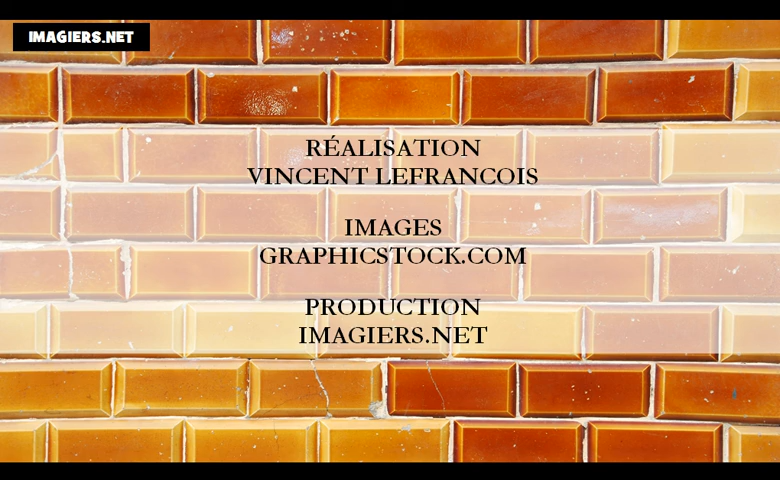 IMAGIERS.NET
RÉALISATION
VINCENT LEFRANCOIS
IMAGES
GRAPHICSTOCK.COM
PRODUCTION
IMAGIERS.NET